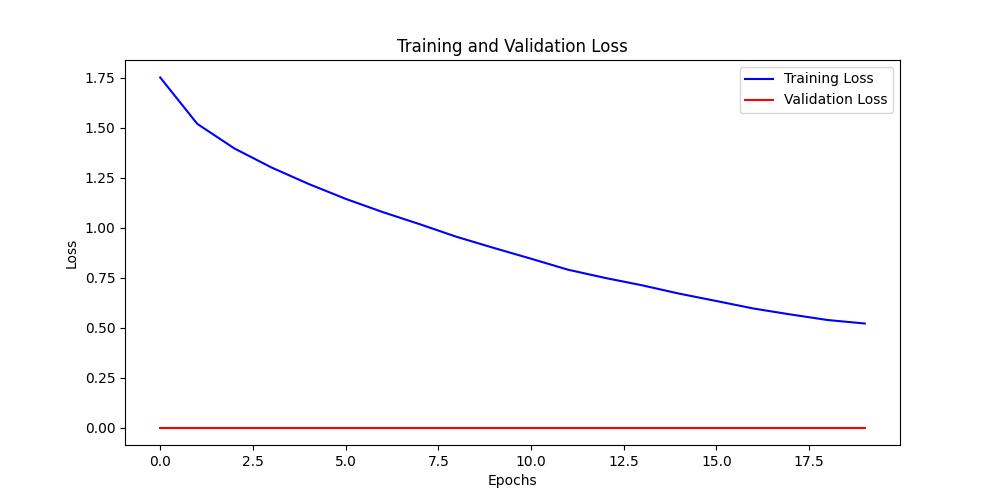 Training and Validation Loss
Training Loss
Validation Loss
1.75
1.50
1.25
1.00
0.75
0.50
0.25
0.00
Loss
0.0 2.5 5.0 7.5 10.0 12.5 15.0 17.5
Epochs